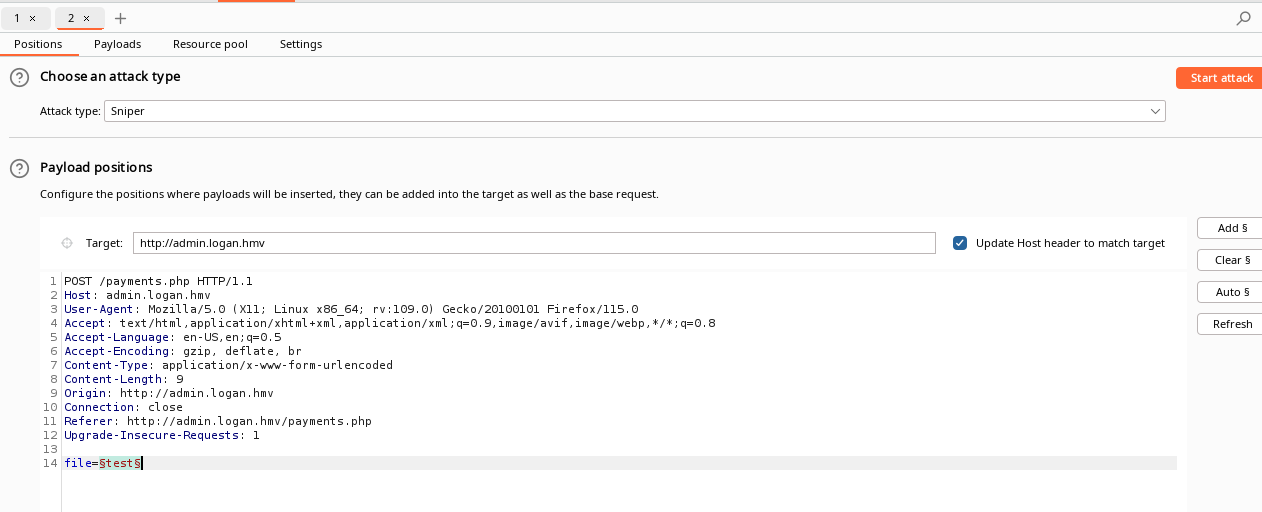 1 × 2 × +
Positions Payloads Resource pool Settings
? Choose an attack type
Start attack
Attack type: Sniper
? Payload positions
Configure the positions where payloads will be inserted, they can be added into the target as well as the base request.
Target: http://admin.logan.hmv
Update Host header to match target
Add §
Clear §
Auto §
Refresh
1 POST /payments.php HTTP/1.1
2 Host: admin.logan.hmv
3 User-Agent: Mozilla/5.0 (X11; Linux x86_64; rv:109.0) Gecko/20100101 Firefox/115.0
4 Accept: text/html,application/xhtml+xml,application/xml;q=0.9,image/avif,image/webp,*/*;q=0.8
5 Accept-Language: en-US,en;q=0.5
6 Accept-Encoding: gzip, deflate, br
7 Content-Type: application/x-www-form-urlencoded
8 Content-Length: 9
9 Origin: http://admin.logan.hmv
10 Connection: close
11 Referer: http://admin.logan.hmv/payments.php
12 Upgrade-Insecure-Requests: 1
13
14 file=§test§